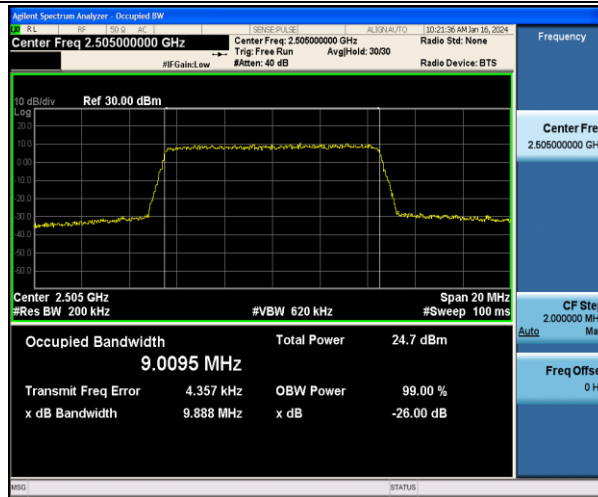 Agilent Spectrum Analyzer - Occupied BW
RL RF 50 Ω AC SENSE:PULSE ALIGN AUTO 10:21:36 AM Jan 16, 2024
Center Freq 2.505000000 GHz Center Freq: 2.505000000 GHz Radio Std: None Frequency
Trig: Free Run Avg|Hold: 30/30
#IFGain:Low #Atten: 40 dB Radio Device: BTS
10 dB/div Ref 30.00 dBm
Log
20.0
10.0
0.00
-10.0
-20.0
-30.0
-40.0
-50.0
-60.0
Center Fre
2.505000000 GH
Center 2.505 GHz Span 20 MHz
#Res BW 200 kHz #VBW 620 kHz #Sweep 100 ms
CF Ste
2.000000 MH
Auto Ma
Occupied Bandwidth Total Power 24.7 dBm
9.0095 MHz
Transmit Freq Error 4.357 kHz OBW Power 99.00 %
x dB Bandwidth 9.888 MHz x dB -26.00 dB
Freq Offse
0 H
MSG STATUS